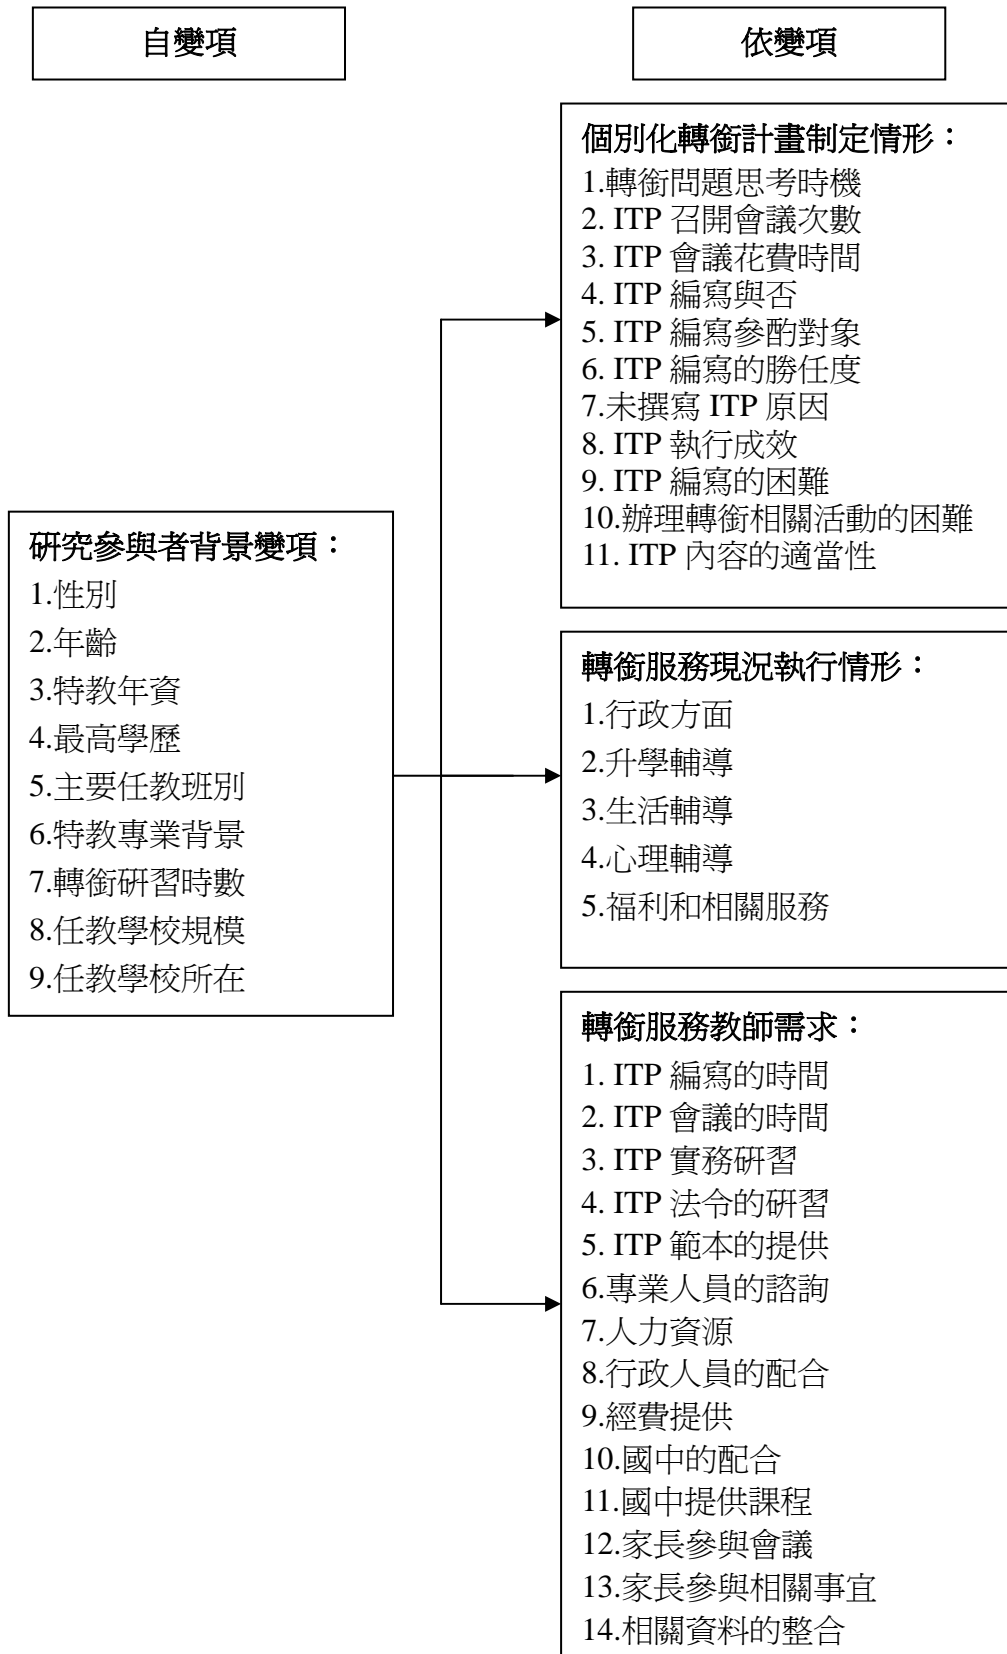 自變項
依變項
研究參與者背景變項：
1.性別
2.年齡
3.特教年資
4.最高學歷
5.主要任教班別
6.特教專業背景
7.轉銜研習時數
8.任教學校規模
9.任教學校所在
個別化轉銜計畫制定情形：
1.轉銜問題思考時機
2. ITP 召開會議次數
3. ITP 會議花費時間
4. ITP 編寫與否
5. ITP 編寫參酌對象
6. ITP 編寫的勝任度
7.未撰寫 ITP 原因
8. ITP 執行成效
9. ITP 編寫的困難
10.辦理轉銜相關活動的困難
11. ITP 內容的適當性
轉銜服務現況執行情形：
1.行政方面
2.升學輔導
3.生活輔導
4.心理輔導
5.福利和相關服務
轉銜服務教師需求：
1. ITP 編寫的時間
2. ITP 會議的時間
3. ITP 實務研習
4. ITP 法令的研習
5. ITP 範本的提供
6.專業人員的諮詢
7.人力資源
8.行政人員的配合
9.經費提供
10.國中的配合
11.國中提供課程
12.家長參與會議
13.家長參與相關事宜
14.相關資料的整合